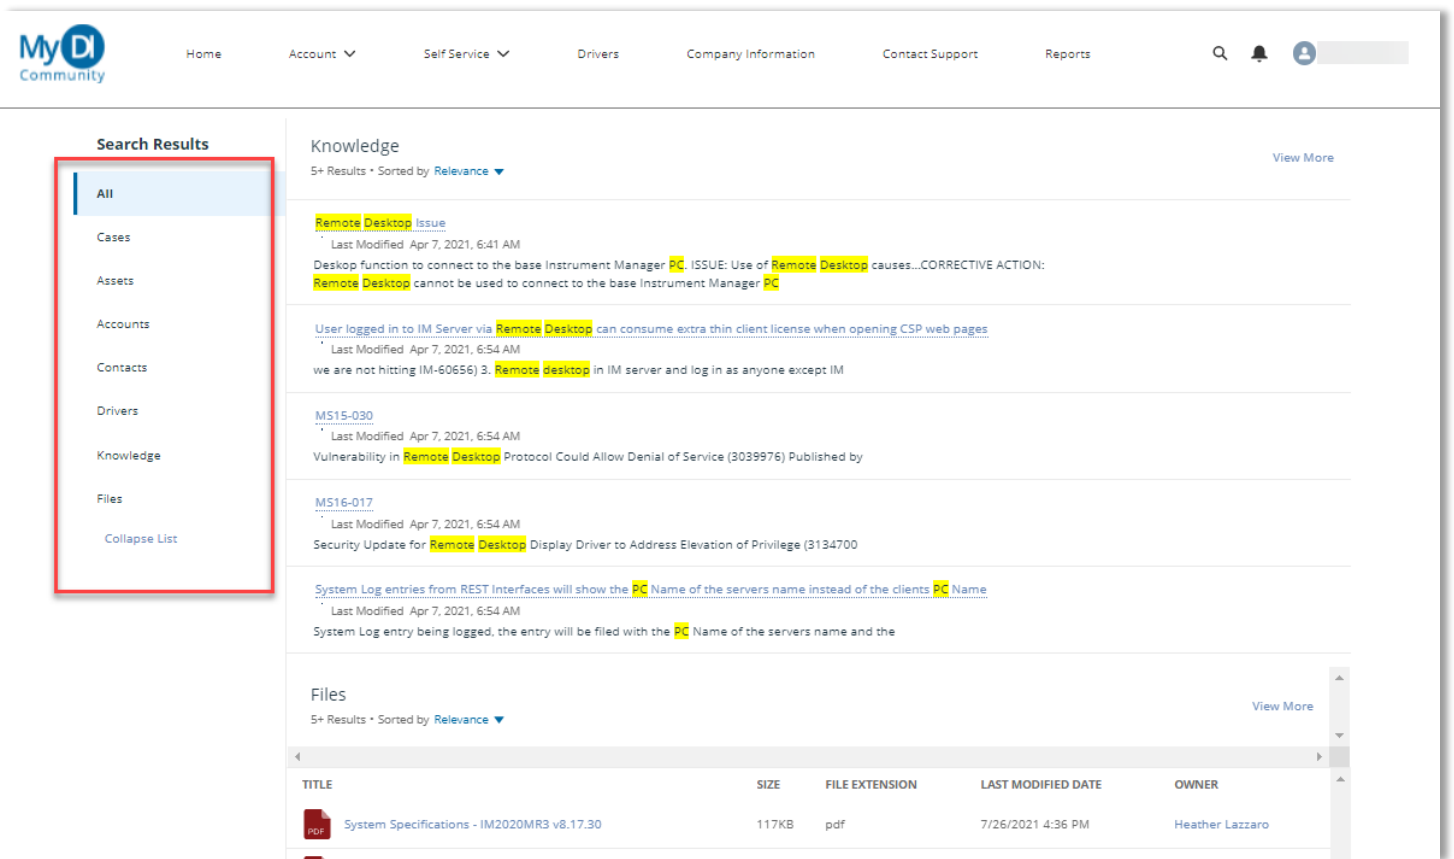 My DI
Community
Home
Account
Self Service
Drivers
Company Information
Contact Support
Reports
Search Results
All
Cases
Assets
Accounts
Contacts
Drivers
Knowledge
Files
Collapse List
Knowledge
5+ Results • Sorted by Relevance
View More
Remote Desktop Issue
Last Modified Apr 7, 2021, 6:41 AM
Deskop function to connect to the base Instrument Manager PC. ISSUE: Use of Remote Desktop causes...CORRECTIVE ACTION:
Remote Desktop cannot be used to connect to the base Instrument Manager PC
User logged in to IM Server via Remote Desktop can consume extra thin client license when opening CSP web pages
Last Modified Apr 7, 2021, 6:54 AM
we are not hitting IM-60656) 3. Remote desktop in IM server and log in as anyone except IM
MS15-030
Last Modified Apr 7, 2021, 6:54 AM
Vulnerability in Remote Desktop Protocol Could Allow Denial of Service (3039976) Published by
MS16-017
Last Modified Apr 7, 2021, 6:54 AM
Security Update for Remote Desktop Display Driver to Address Elevation of Privilege (3134700
System Log entries from REST Interfaces will show the PC Name of the servers name instead of the clients PC Name
Last Modified Apr 7, 2021, 6:54 AM
System Log entry being logged, the entry will be filed with the PC Name of the servers name and the
Files
5+ Results • Sorted by Relevance
View More
TITLE SIZE FILE EXTENSION LAST MODIFIED DATE OWNER
PDF System Specifications - IM2020MR3 v8.17.30 117KB pdf 7/26/2021 4:36 PM Heather Lazzaro